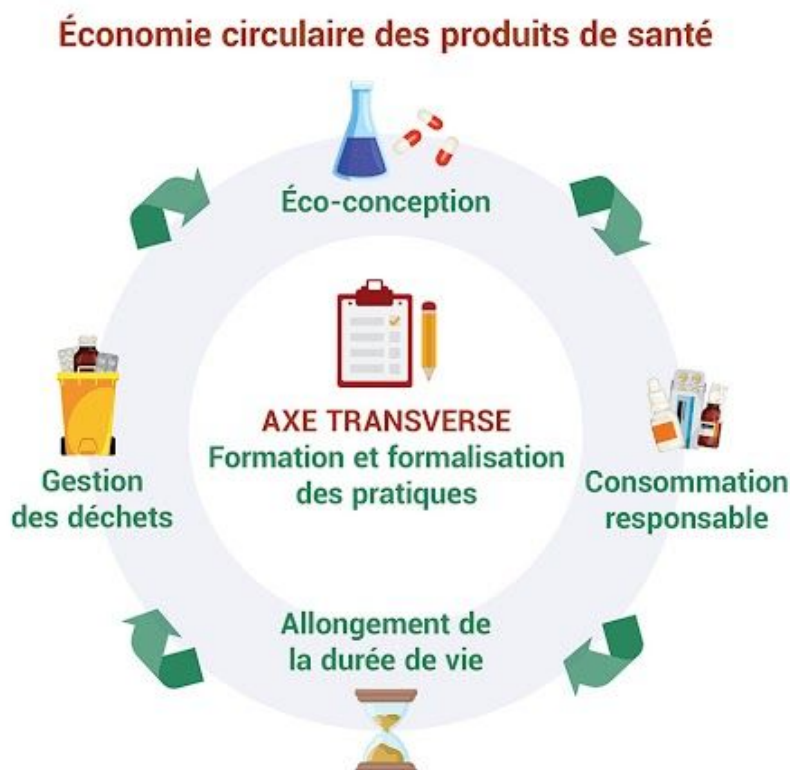 Économie circulaire des produits de santé
Éco-conception
AXE TRANSVERSE
Formation et formalisation
des pratiques
Gestion
des déchets
Consommation
responsable
Allongement de
la durée de vie